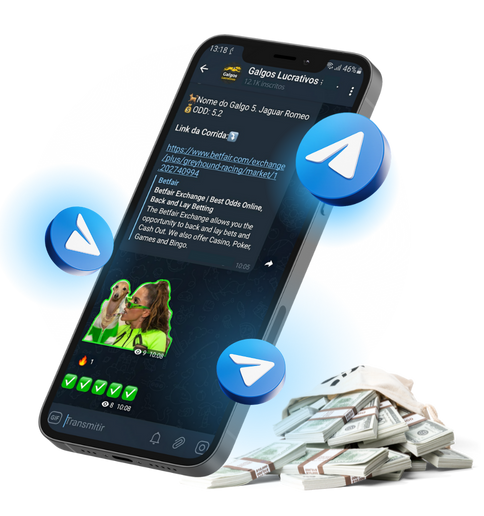 13:18
46%
Galgos
Galgos Lucrativos
12.1K inscritos
Nome do Galgo 5. Jaguar Romeo
ODD: 5.2
Link da Corrida:
https://www.betfair.com/exchange
/plus/greyhound-racing/market/1
.202740994
Betfair
Betfair Exchange | Best Odds Online,
Back and Lay Betting
The Betfair Exchange allows you the
opportunity to back and lay bets and
Cash Out. We also offer Casino, Poker,
Games and Bingo.
10:05
9 10:08
1
8 10:08
GIF Transmitir